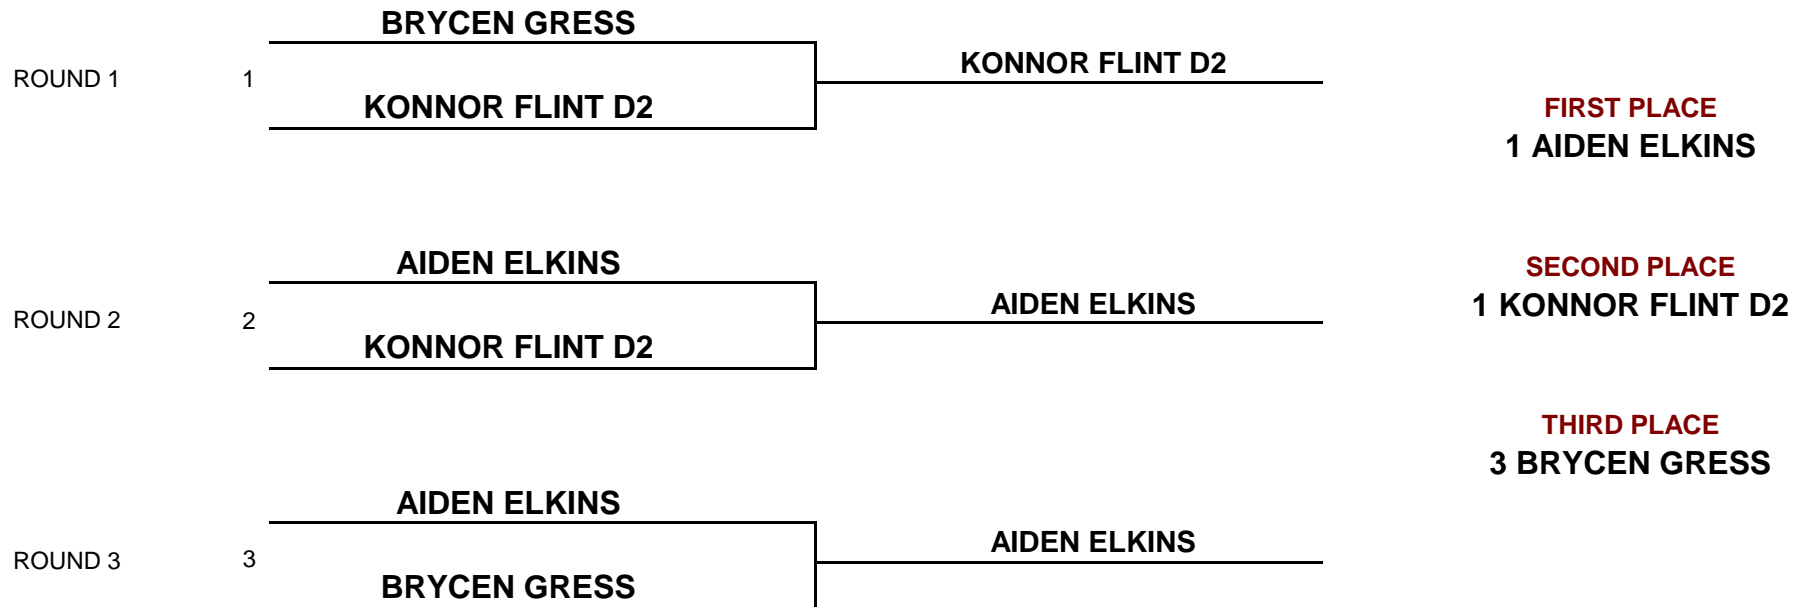 BRYCEN GRESS
ROUND 1
1
KONNOR FLINT D2
KONNOR FLINT D2
FIRST PLACE
1 AIDEN ELKINS
AIDEN ELKINS
ROUND 2
2
KONNOR FLINT D2
AIDEN ELKINS
SECOND PLACE
1 KONNOR FLINT D2
THIRD PLACE
3 BRYCEN GRESS
AIDEN ELKINS
ROUND 3
3
BRYCEN GRESS
AIDEN ELKINS